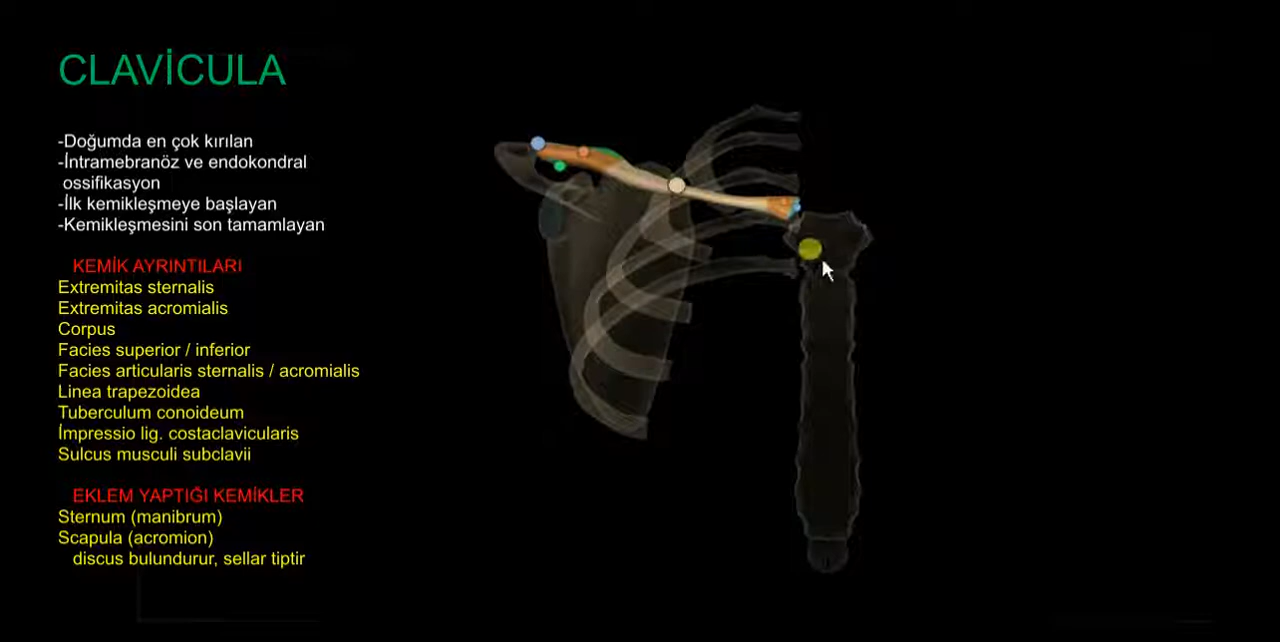 CLAVİCULA
-Doğumda en çok kırılan
-İntramebranöz ve endokondral
ossifikasyon
-İlk kemikleşmeye başlayan
-Kemikleşmesini son tamamlayan
KEMİK AYRINTILARI
Extremitas sternalis
Extremitas acromialis
Corpus
Facies superior / inferior
Facies articularis sternalis / acromialis
Linea trapezoidea
Tuberculum conoideum
İmpressio lig. costaclavicularis
Sulcus musculi subclavii
EKLEM YAPTIĞI KEMİKLER
Sternum (manibrum)
Scapula (acromion)
discus bulundurur, sellar tiptir